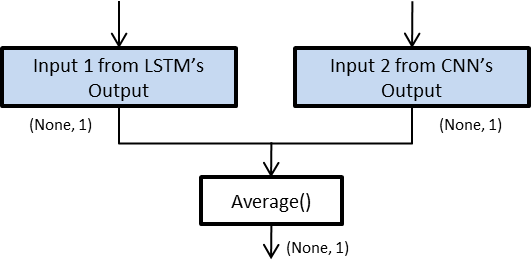 Input 1 from LSTM’s
Output
Input 2 from CNN’s
Output
(None, 1)
(None, 1)
Average()
(None, 1)